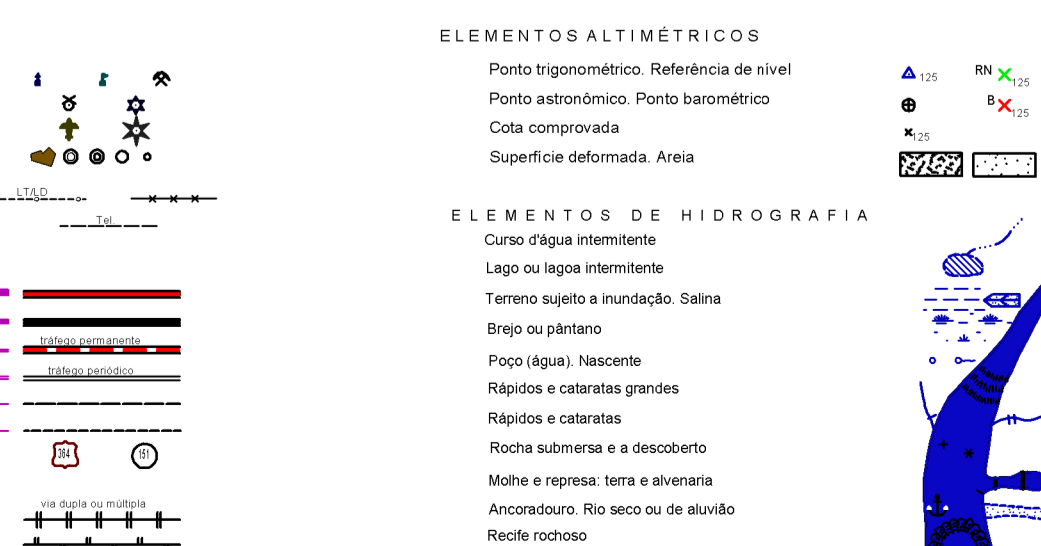 LT/LD
Tel.
tráfego permanente
tráfego periódico
364
151
via dupla ou múltipla
ELEMENTOS ALTIMÉTRICOS
Ponto trigonométrico. Referência de nível
125
RN
125
Ponto astronômico. Ponto barométrico
B
125
Cota comprovada
125
Superfície deformada. Areia
ELEMENTOS DE HIDROGRAFIA
Curso d'água intermitente
Lago ou lagoa intermitente
Terreno sujeito a inundação. Salina
Brejo ou pântano
Poço (água). Nascente
Rápidos e cataratas grandes
Rápidos e cataratas
Rocha submersa e a descoberto
Molhe e represa: terra e alvenaria
Ancoradouro. Rio seco ou de aluvião
Recife rochoso